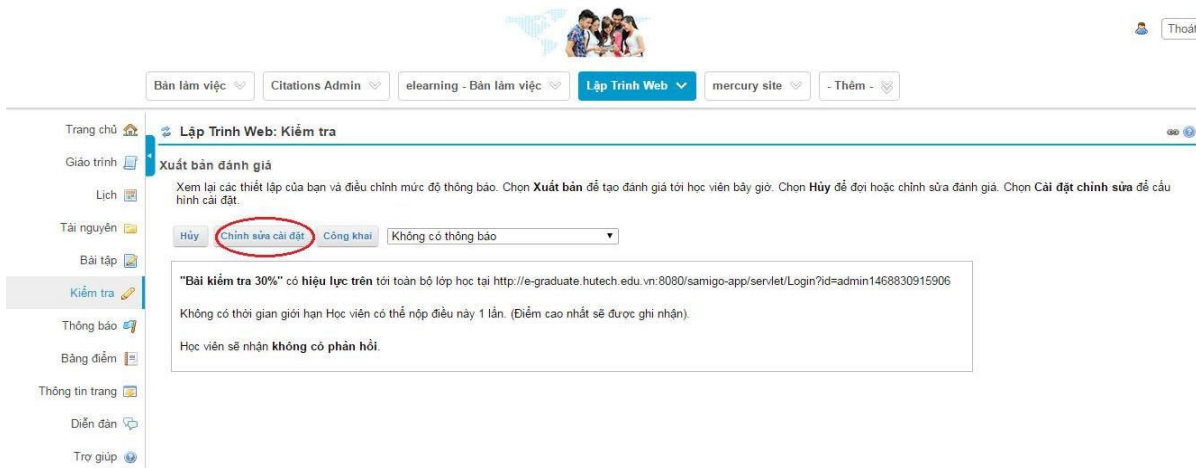 Thoát
Bàn làm việc
Citations Admin
elearning - Bàn làm việc
Lập Trình Web
mercury site
- Thêm -
Trang chủ
Giáo trình
Lịch
Tài nguyên
Bài tập
Kiểm tra
Thông báo
Bảng điểm
Thông tin trang
Diễn đàn
Trợ giúp
Lập Trình Web: Kiểm tra
Xuất bản đánh giá
Xem lại các thiết lập của bạn và điều chỉnh mức độ thông báo. Chọn Xuất bản để tạo đánh giá tới học viên bây giờ. Chọn Hủy để đợi hoặc chỉnh sửa đánh giá. Chọn Cài đặt chỉnh sửa để cấu
hình cài đặt.
Hủy
Chỉnh sửa cài đặt
Công khai
Không có thông báo
"Bài kiểm tra 30%" có hiệu lực trên tới toàn bộ lớp học tại http://e-graduate.hutech.edu.vn:8080/samigo-app/servlet/Login?id=admin1468830915906
Không có thời gian giới hạn Học viên có thể nộp điều này 1 lần. (Điểm cao nhất sẽ được ghi nhận).
Học viên sẽ nhận không có phản hồi.